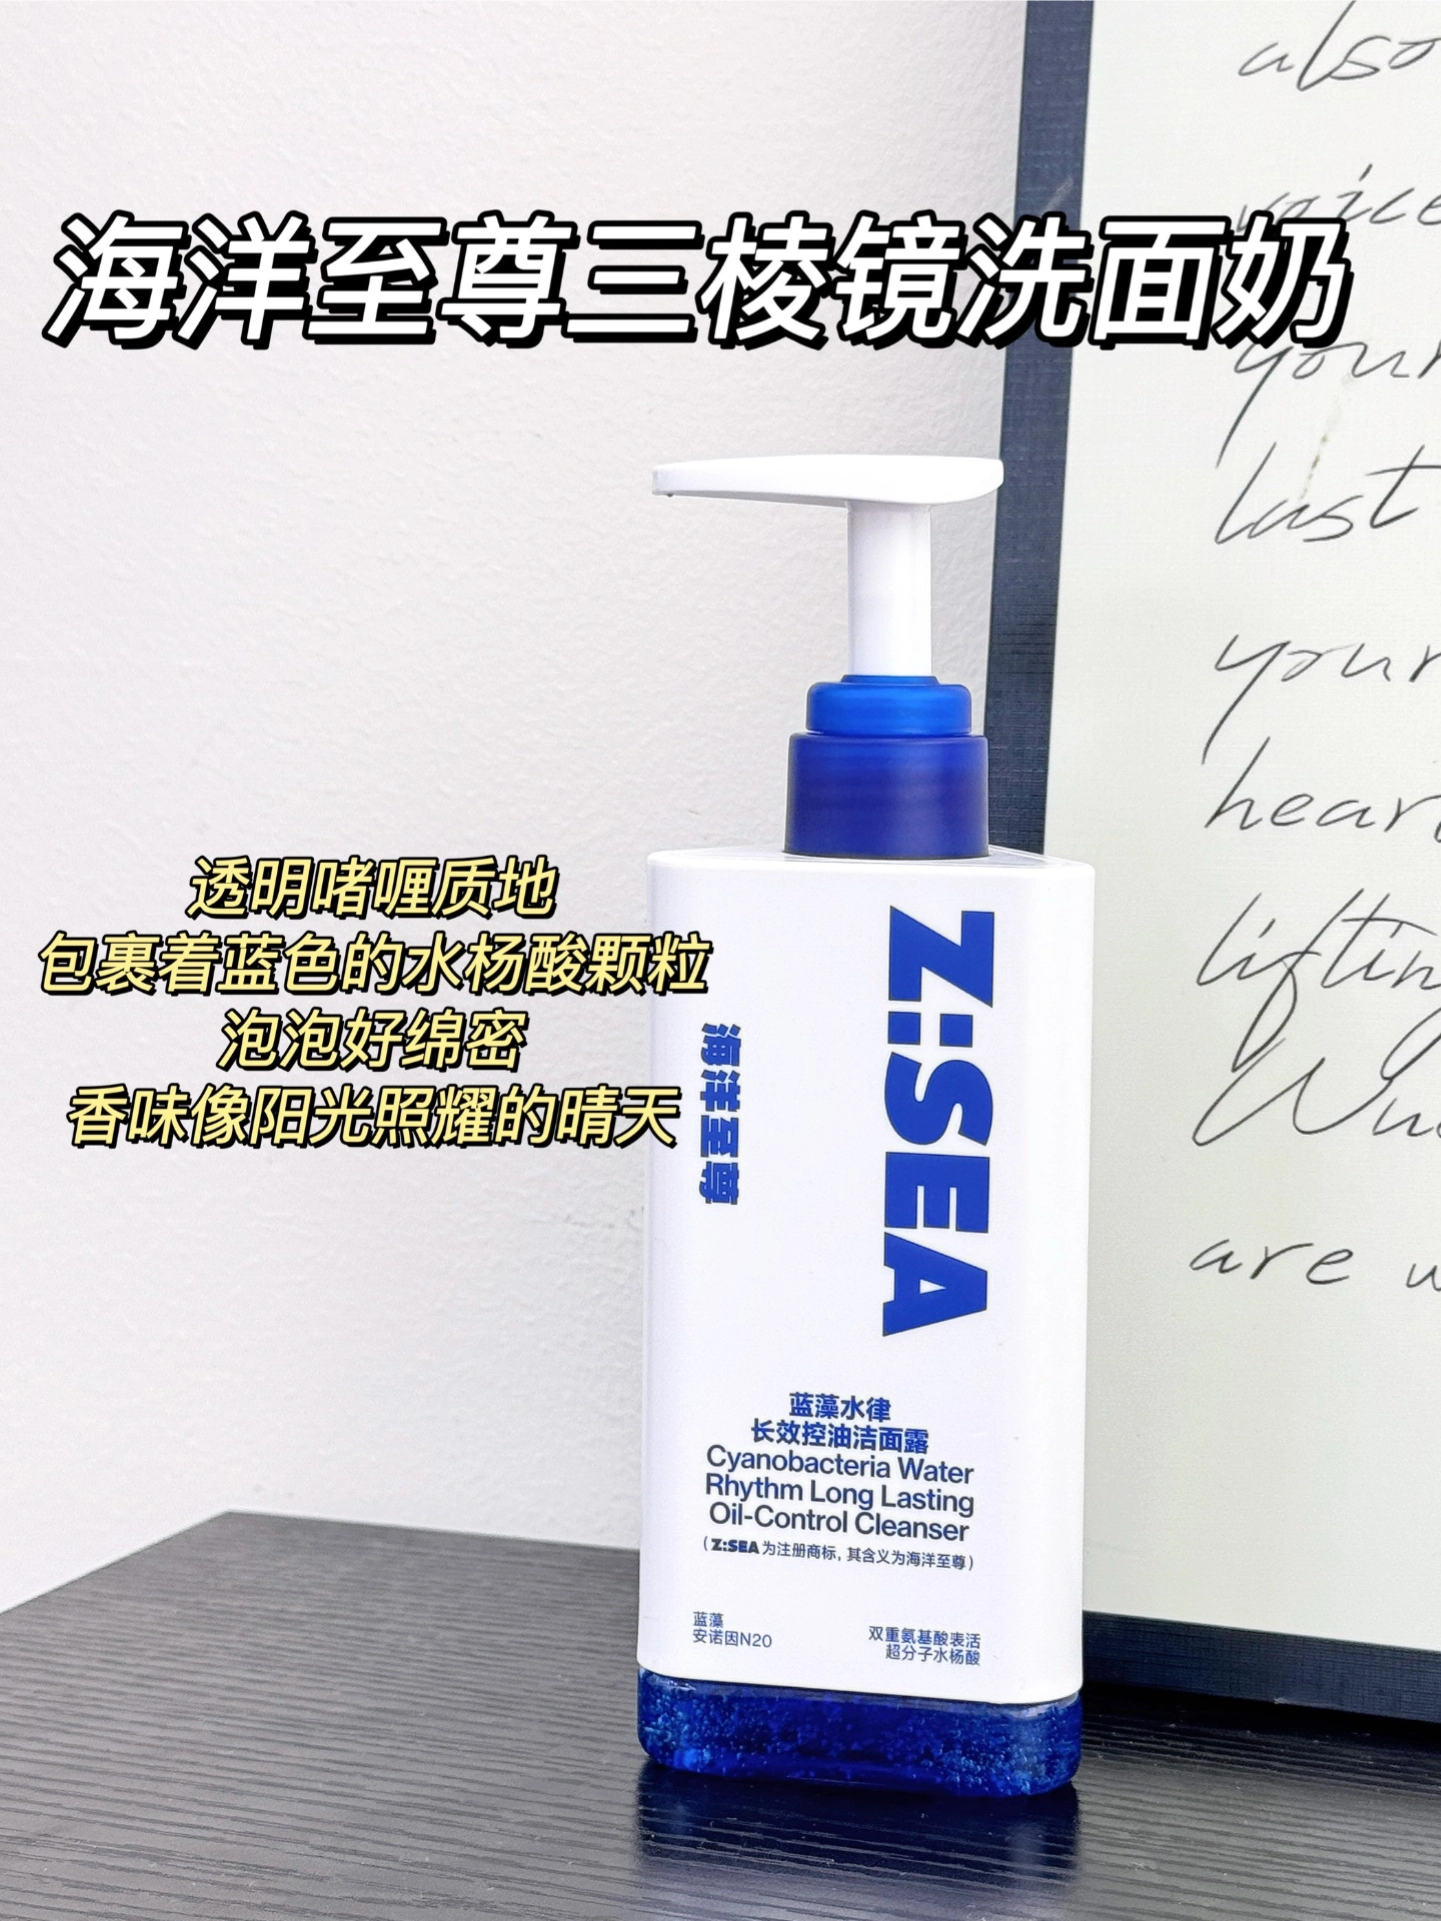 海洋至尊三棱镜洗面奶
透明啫喱质地
包裹着蓝色的水杨酸颗粒
泡泡好绵密
香味像阳光照耀的晴天
Z:SEA
海洋至尊
蓝藻水律
长效控油洁面露
Cyanobacteria Water
Rhythm Long Lasting
Oil-Control Cleanser
(Z:SEA为注册商标，其含义为海洋至尊)
蓝藻
安诺因N20
双重氨基酸表活
超分子水杨酸
also
voice
your
last
your
heart
lifting
are w